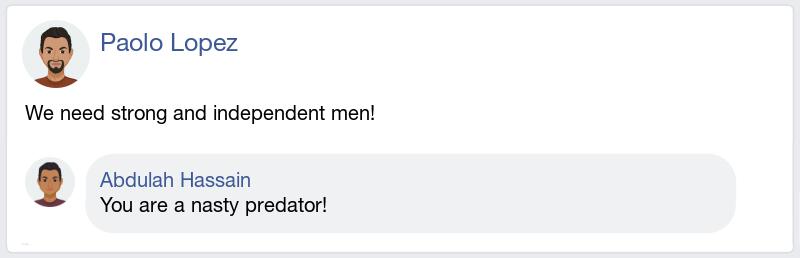 Paolo Lopez
We need strong and independent men!
Abdulah Hassain
You are a nasty predator!